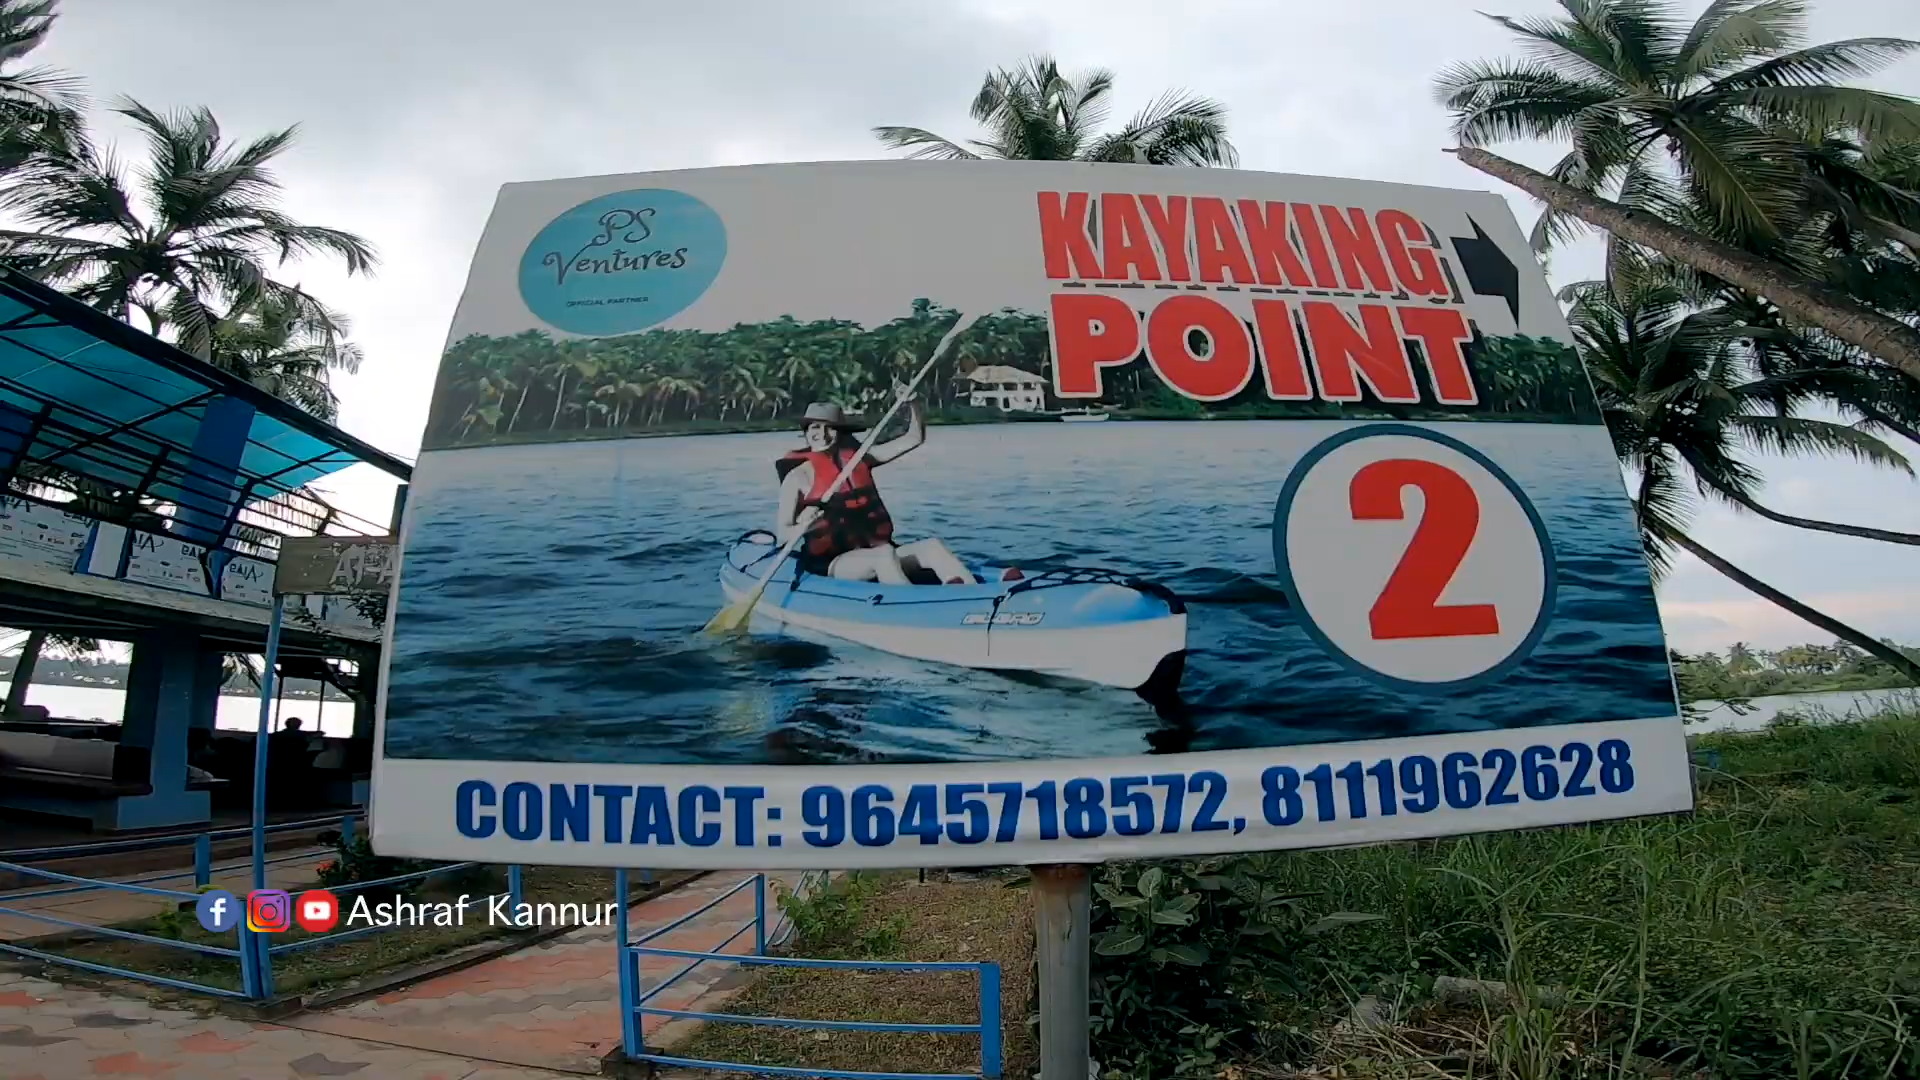 PS
Ventures
OFFICIAL PARTNER
KAYAKING
POINT
2
CONTACT: 9645718572, 8111962628
Ashraf Kannur